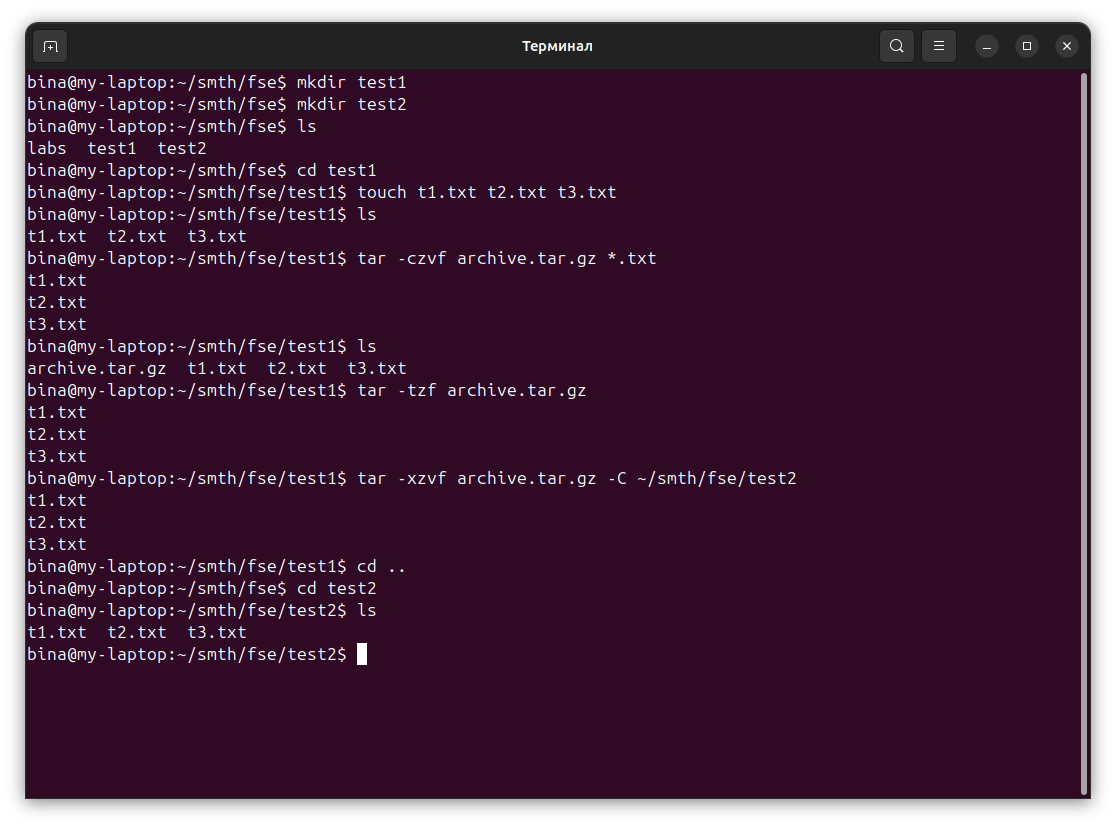 Терминал
bina@my-laptop:~/smth/fse$ mkdir test1
bina@my-laptop:~/smth/fse$ mkdir test2
bina@my-laptop:~/smth/fse$ ls
labs  test1  test2
bina@my-laptop:~/smth/fse$ cd test1
bina@my-laptop:~/smth/fse/test1$ touch t1.txt t2.txt t3.txt
bina@my-laptop:~/smth/fse/test1$ ls
t1.txt  t2.txt  t3.txt
bina@my-laptop:~/smth/fse/test1$ tar -czvf archive.tar.gz *.txt
t1.txt
t2.txt
t3.txt
bina@my-laptop:~/smth/fse/test1$ ls
archive.tar.gz  t1.txt  t2.txt  t3.txt
bina@my-laptop:~/smth/fse/test1$ tar -tzf archive.tar.gz
t1.txt
t2.txt
t3.txt
bina@my-laptop:~/smth/fse/test1$ tar -xzvf archive.tar.gz -C ~/smth/fse/test2
t1.txt
t2.txt
t3.txt
bina@my-laptop:~/smth/fse/test1$ cd ..
bina@my-laptop:~/smth/fse$ cd test2
bina@my-laptop:~/smth/fse/test2$ ls
t1.txt  t2.txt  t3.txt
bina@my-laptop:~/smth/fse/test2$